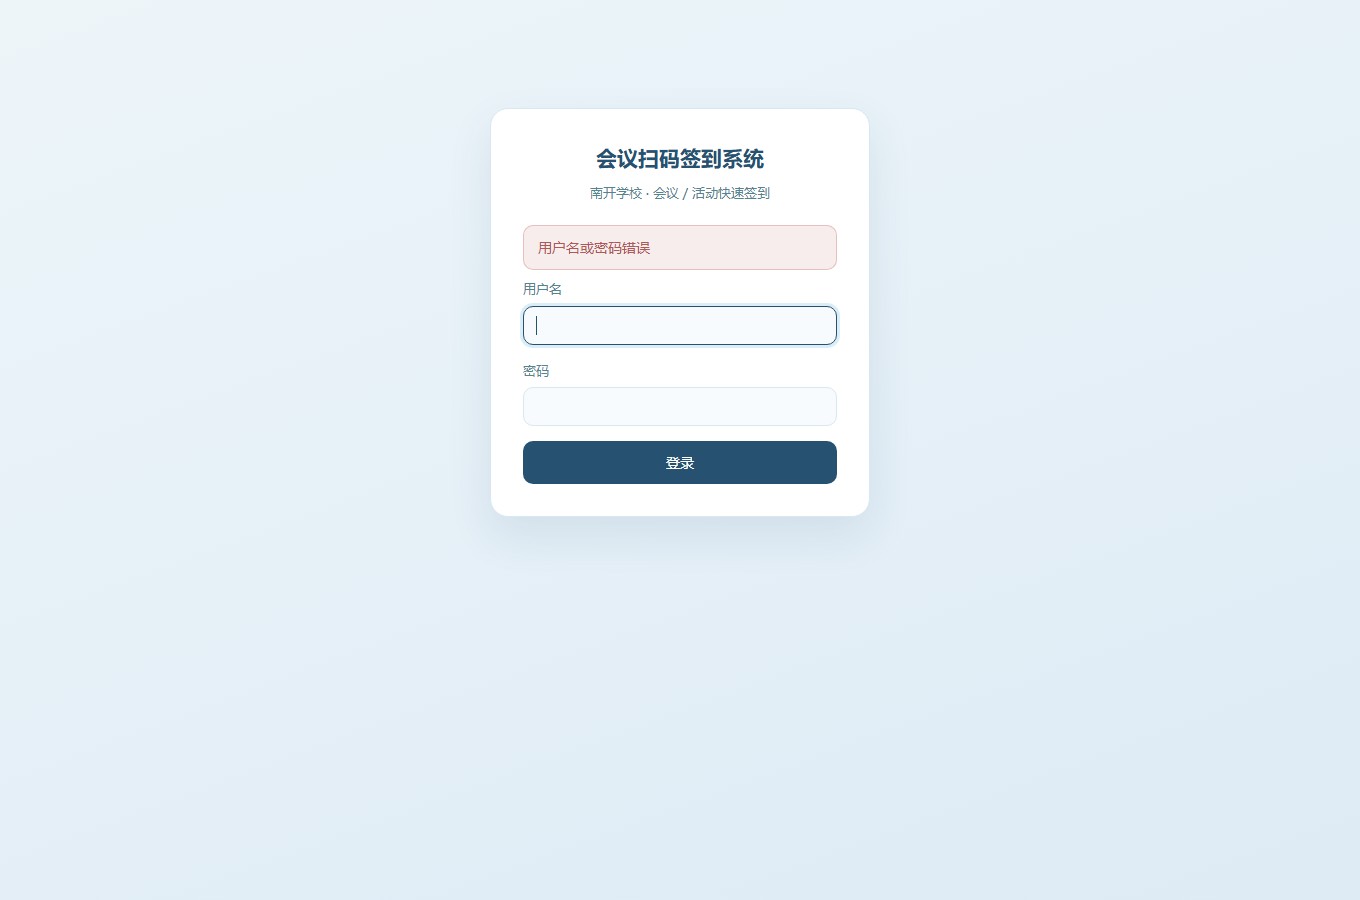 会议扫码签到系统
南开学校 · 会议 / 活动快速签到
用户名或密码错误
用户名
密码
登录